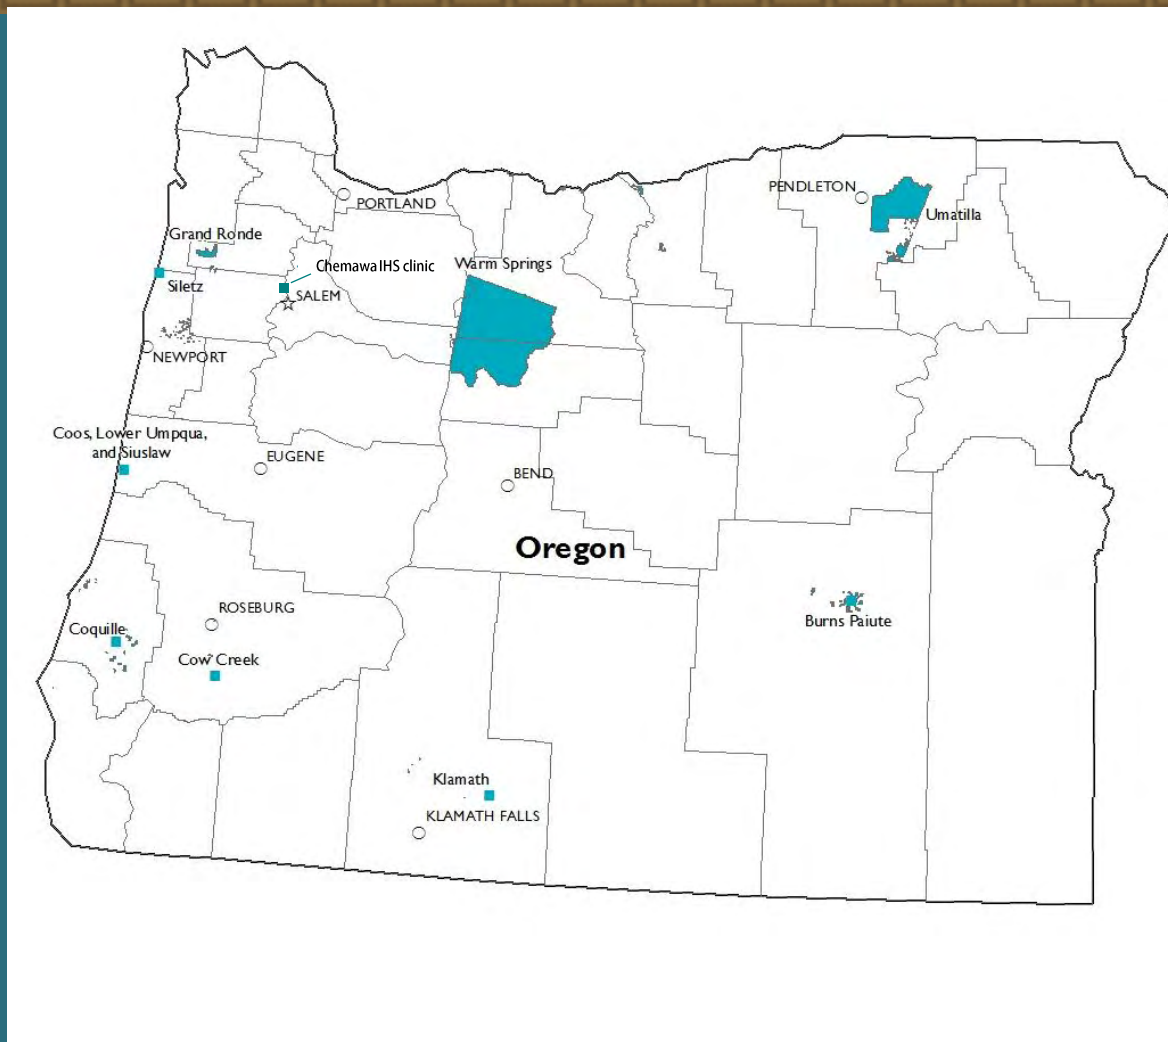 PENDLETON
PORTLAND
Umatilla
Grand Ronde
Chemawa IHS clinic
Warm Springs
Siletz
SALEM
NEWPORT
Coos, Lower Umpqua,
and Siuslaw
EUGENE
BEND
Oregon
ROSEBURG
Burns Paiute
Coquille
Cow Creek
Klamath
KLAMATH FALLS